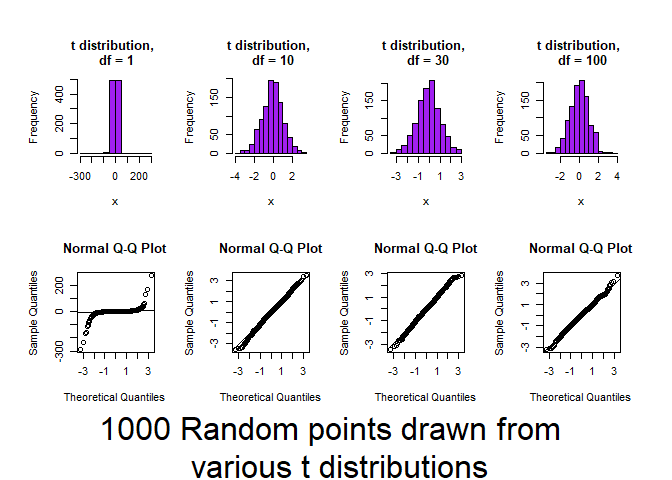 t distribution,
df = 1
Frequency
0 200 400
-300 0 200
x
t distribution,
df = 10
Frequency
0 50 150
-4 -2 0 2
x
t distribution,
df = 30
Frequency
0 50 150
-3 -1 1 3
x
t distribution,
df = 100
Frequency
0 50 150
-2 0 2 4
x
Normal Q-Q Plot
Sample Quantiles
-300 0 200
-3 -1 1 3
Theoretical Quantiles
Normal Q-Q Plot
Sample Quantiles
-3 -1 1 3
-3 -1 1 3
Theoretical Quantiles
Normal Q-Q Plot
Sample Quantiles
-3 -1 1 3
-3 -1 1 3
Theoretical Quantiles
Normal Q-Q Plot
Sample Quantiles
-3 -1 1 3
-3 -1 1 3
Theoretical Quantiles
1000 Random points drawn from
various t distributions